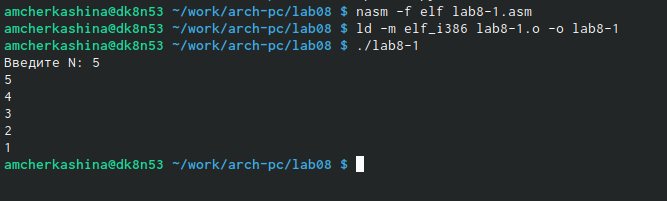 amcherkashina@dk8n53 ~/work/arch-pc/lab08 $ nasm -f elf lab8-1.asm
amcherkashina@dk8n53 ~/work/arch-pc/lab08 $ ld -m elf_i386 lab8-1.o -o lab8-1
amcherkashina@dk8n53 ~/work/arch-pc/lab08 $ ./lab8-1
Введите N: 5
5
4
3
2
1
amcherkashina@dk8n53 ~/work/arch-pc/lab08 $